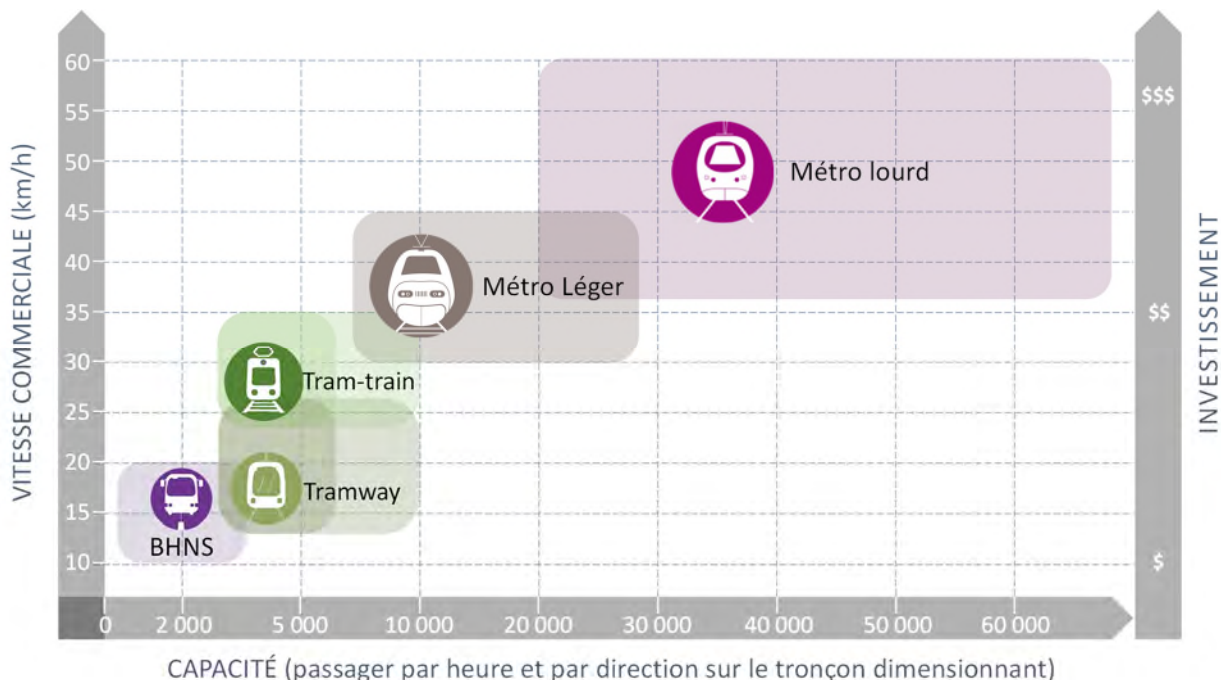 VITESSE COMMERCIALE (km/h)
60
55
50
45
40
35
30
25
20
15
10
Métro lourd
Métro Léger
Tram-train
Tramway
BHNS
$$$
$$
$
INVESTISSEMENT
0 2 000 5 000 10 000 20 000 30 000 40 000 50 000 60 000
CAPACITÉ (passager par heure et par direction sur le tronçon dimensionnant)